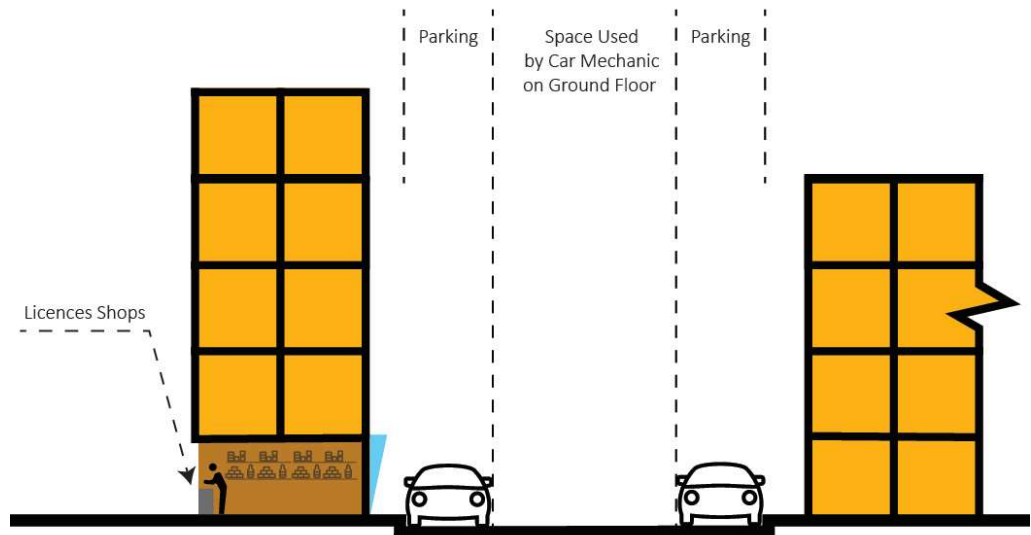 Parking
Space Used
by Car Mechanic
on Ground Floor
Parking
Licences Shops